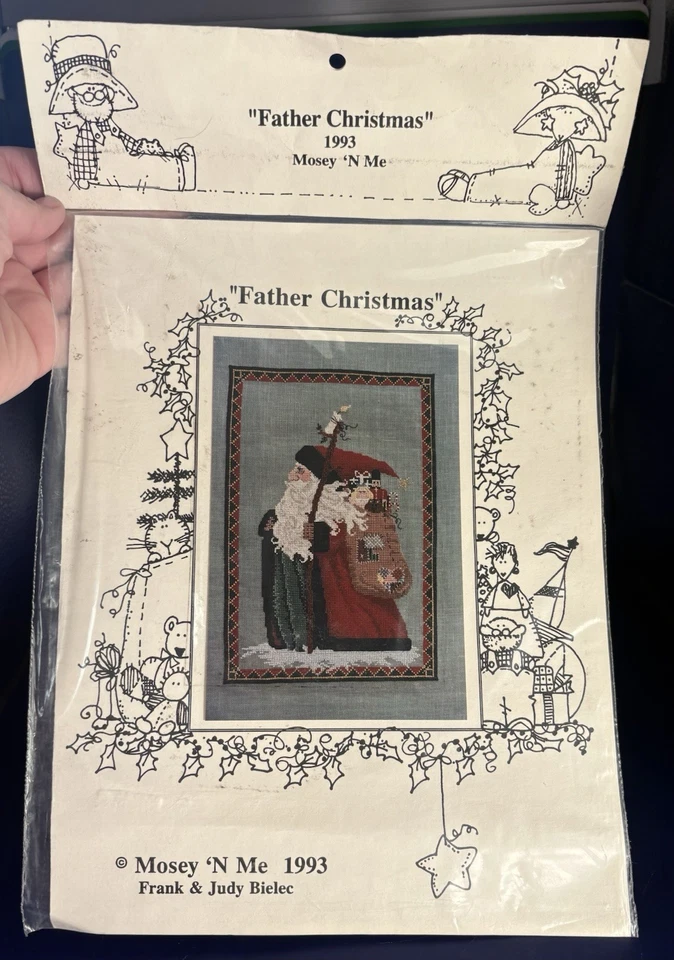 "Father Christmas"
1993
Mosey 'N Me
"Father Christmas"
© Mosey 'N Me 1993
Frank & Judy Bielec